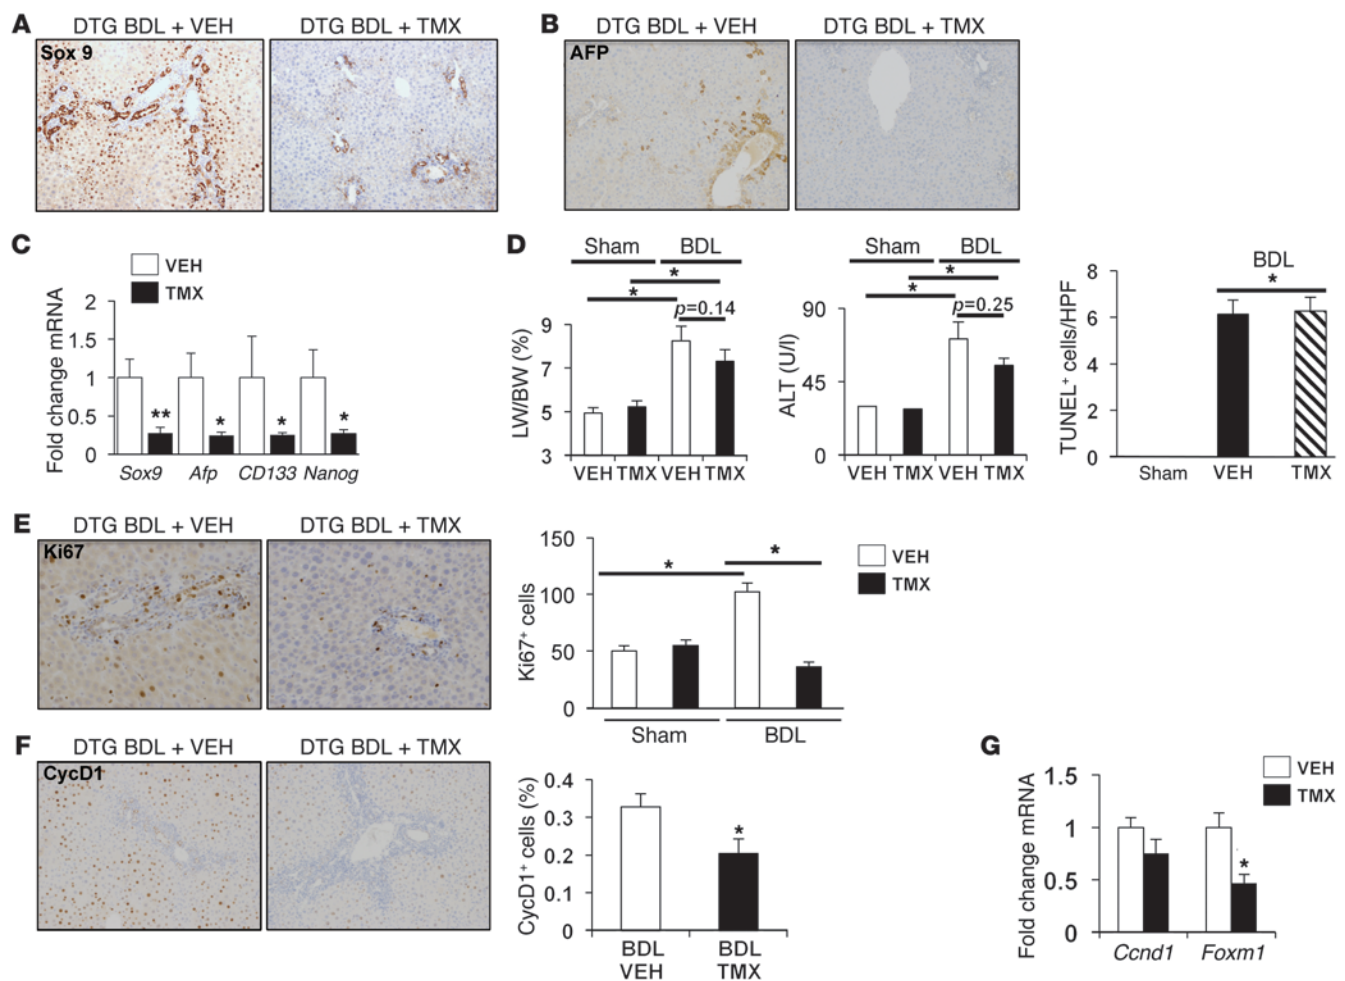 A
DTG BDL + VEH
DTG BDL + TMX
Sox 9
B
DTG BDL + VEH
DTG BDL + TMX
AFP
C
VEH
TMX
Fold change mRNA
2
1.5
1
0.5
0
** * * *
Sox9 Afp CD133 Nanog
D
Sham BDL
*
*
p=0.14
LW/BW (%)
9
7
5
3
VEH TMX VEH TMX
Sham BDL
*
*
p=0.25
ALT (U/l)
90
45
0
VEH TMX VEH TMX
BDL
*
TUNEL+ cells/HPF
8
6
4
2
0
Sham VEH TMX
E
DTG BDL + VEH
DTG BDL + TMX
Ki67
Ki67+ cells
150
100
50
0
*
*
VEH
TMX
Sham BDL
F
DTG BDL + VEH
DTG BDL + TMX
CycD1
CycD1+ cells (%)
0.4
0.3
0.2
0.1
0
*
BDL VEH
BDL TMX
G
VEH
TMX
Fold change mRNA
1.5
1
0.5
0
*
Ccnd1 Foxm1